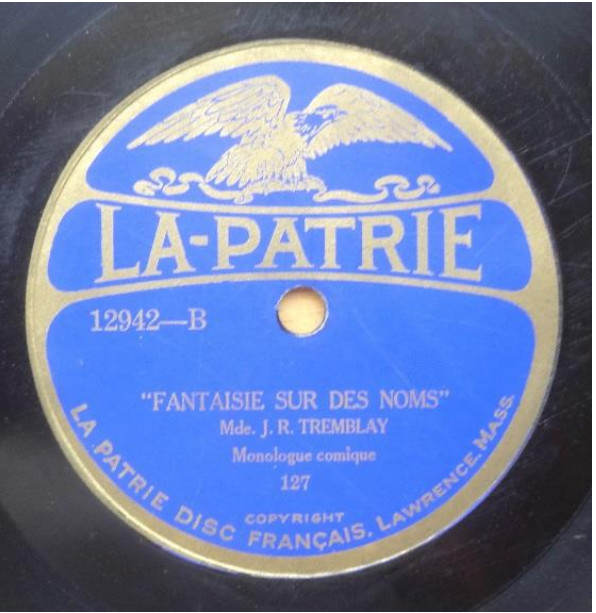 LA-PATRIE
12942—B
"FANTAISIE SUR DES NOMS"
Mde. J. R. TREMBLAY
Monologue comique
127
COPYRIGHT
LA PATRIE DISC FRANÇAIS. LAWRENCE, MASS.